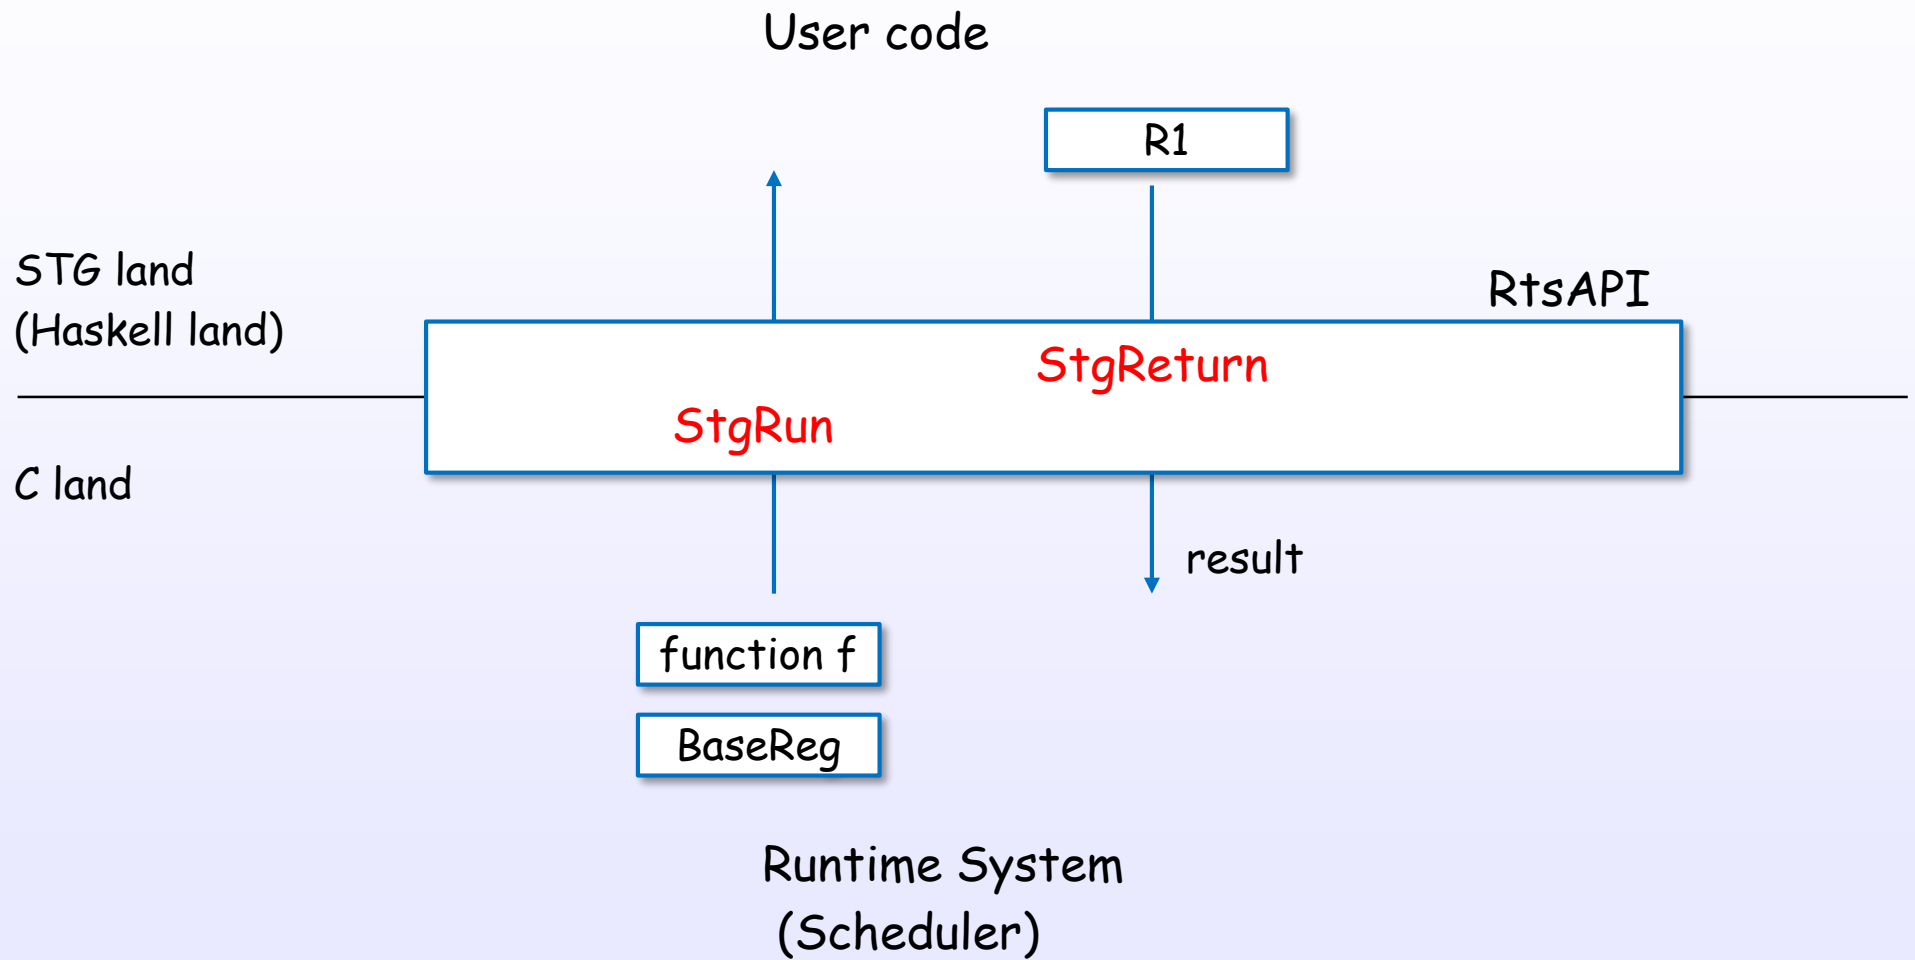 User code
R1
STG land
(Haskell land)
RtsAPI
StgReturn
StgRun
C land
result
function f
BaseReg
Runtime System
(Scheduler)